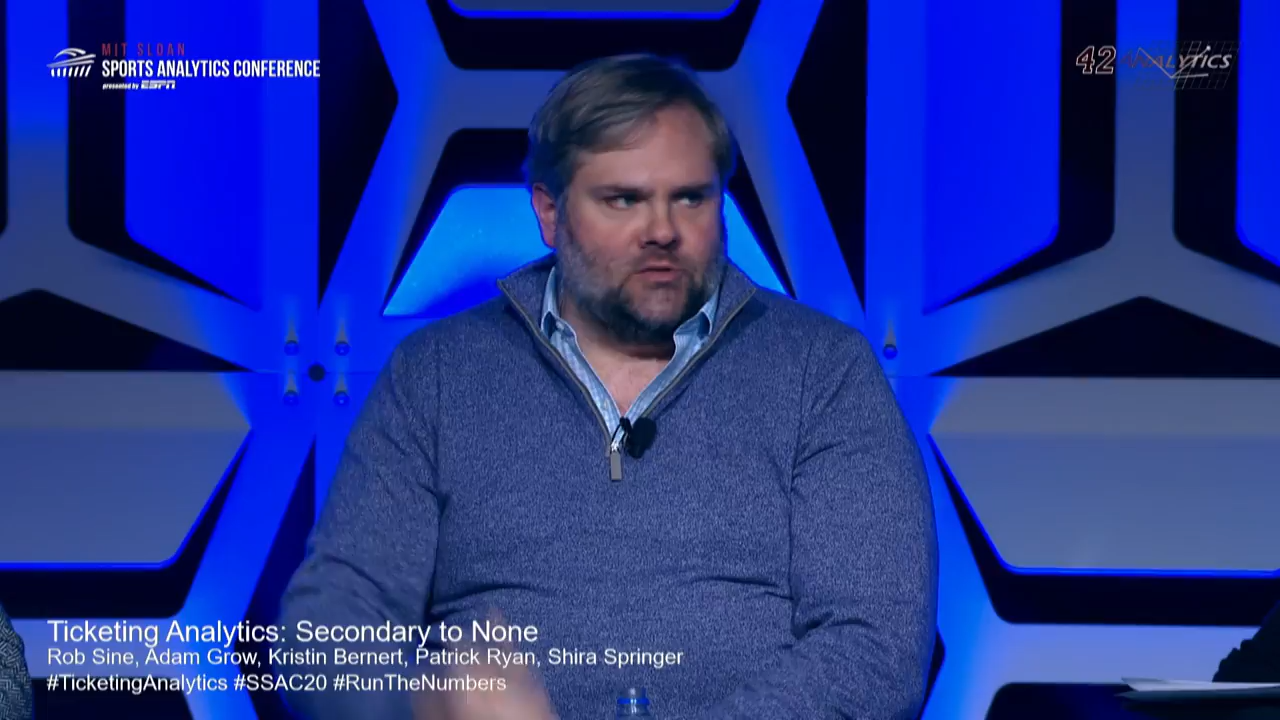 MIT SLOAN
SPORTS ANALYTICS CONFERENCE
presented by ESPN
42 ANALYTICS
Ticketing Analytics: Secondary to None
Rob Sine, Adam Grow, Kristin Bernert, Patrick Ryan, Shira Springer
#TicketingAnalytics #SSAC20 #RunTheNumbers